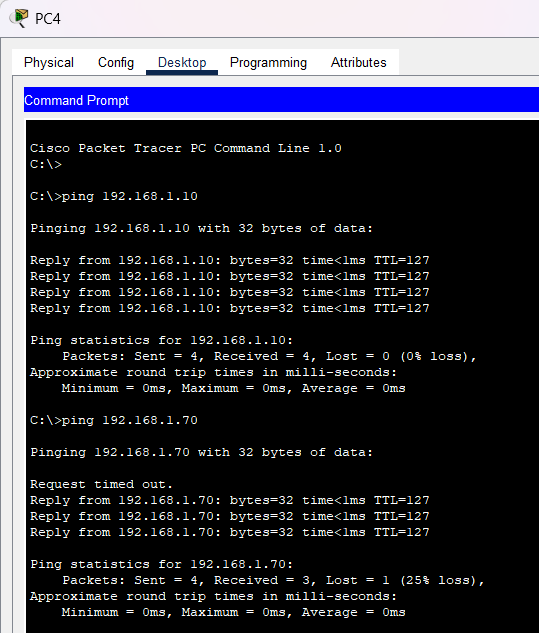 PC4
Physical Config Desktop Programming Attributes
Command Prompt
Cisco Packet Tracer PC Command Line 1.0
C:\>
C:\>ping 192.168.1.10
Pinging 192.168.1.10 with 32 bytes of data:
Reply from 192.168.1.10: bytes=32 time<1ms TTL=127
Reply from 192.168.1.10: bytes=32 time<1ms TTL=127
Reply from 192.168.1.10: bytes=32 time<1ms TTL=127
Reply from 192.168.1.10: bytes=32 time<1ms TTL=127
Ping statistics for 192.168.1.10:
Packets: Sent = 4, Received = 4, Lost = 0 (0% loss),
Approximate round trip times in milli-seconds:
Minimum = 0ms, Maximum = 0ms, Average = 0ms
C:\>ping 192.168.1.70
Pinging 192.168.1.70 with 32 bytes of data:
Request timed out.
Reply from 192.168.1.70: bytes=32 time<1ms TTL=127
Reply from 192.168.1.70: bytes=32 time<1ms TTL=127
Reply from 192.168.1.70: bytes=32 time<1ms TTL=127
Ping statistics for 192.168.1.70:
Packets: Sent = 4, Received = 3, Lost = 1 (25% loss),
Approximate round trip times in milli-seconds:
Minimum = 0ms, Maximum = 0ms, Average = 0ms